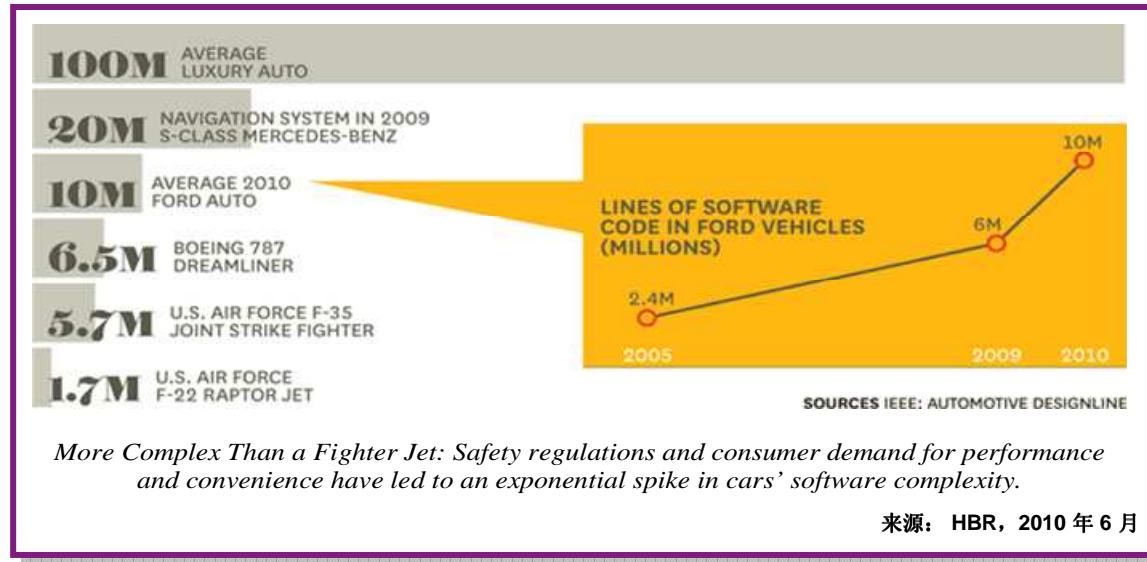 100M AVERAGE
LUXURY AUTO
20M NAVIGATION SYSTEM IN 2009
S-CLASS MERCEDES-BENZ
10M AVERAGE 2010
FORD AUTO
6.5M BOEING 787
DREAMLINER
5.7M U.S. AIR FORCE F-35
JOINT STRIKE FIGHTER
1.7M U.S. AIR FORCE
F-22 RAPTOR JET
LINES OF SOFTWARE
CODE IN FORD VEHICLES
(MILLIONS)
2.4M
6M
10M
2005 2009 2010
SOURCES IEEE; AUTOMOTIVE DESIGNLINE
More Complex Than a Fighter Jet: Safety regulations and consumer demand for performance
and convenience have led to an exponential spike in cars’ software complexity.
来源： HBR，2010 年 6 月